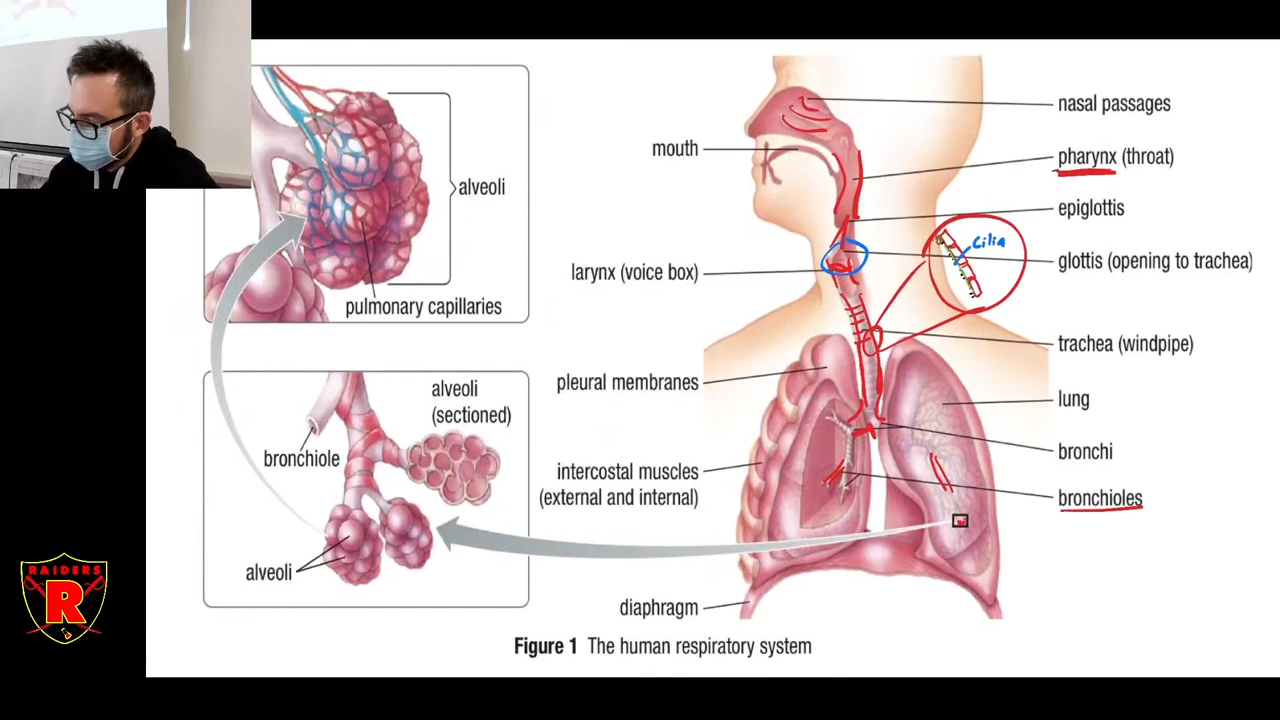 alveoli
pulmonary capillaries
alveoli
(sectioned)
bronchiole
alveoli
mouth
larynx (voice box)
pleural membranes
intercostal muscles
(external and internal)
diaphragm
nasal passages
pharynx (throat)
epiglottis
Cilia
glottis (opening to trachea)
trachea (windpipe)
lung
bronchi
bronchioles
RAIDERS
R
Figure 1 The human respiratory system